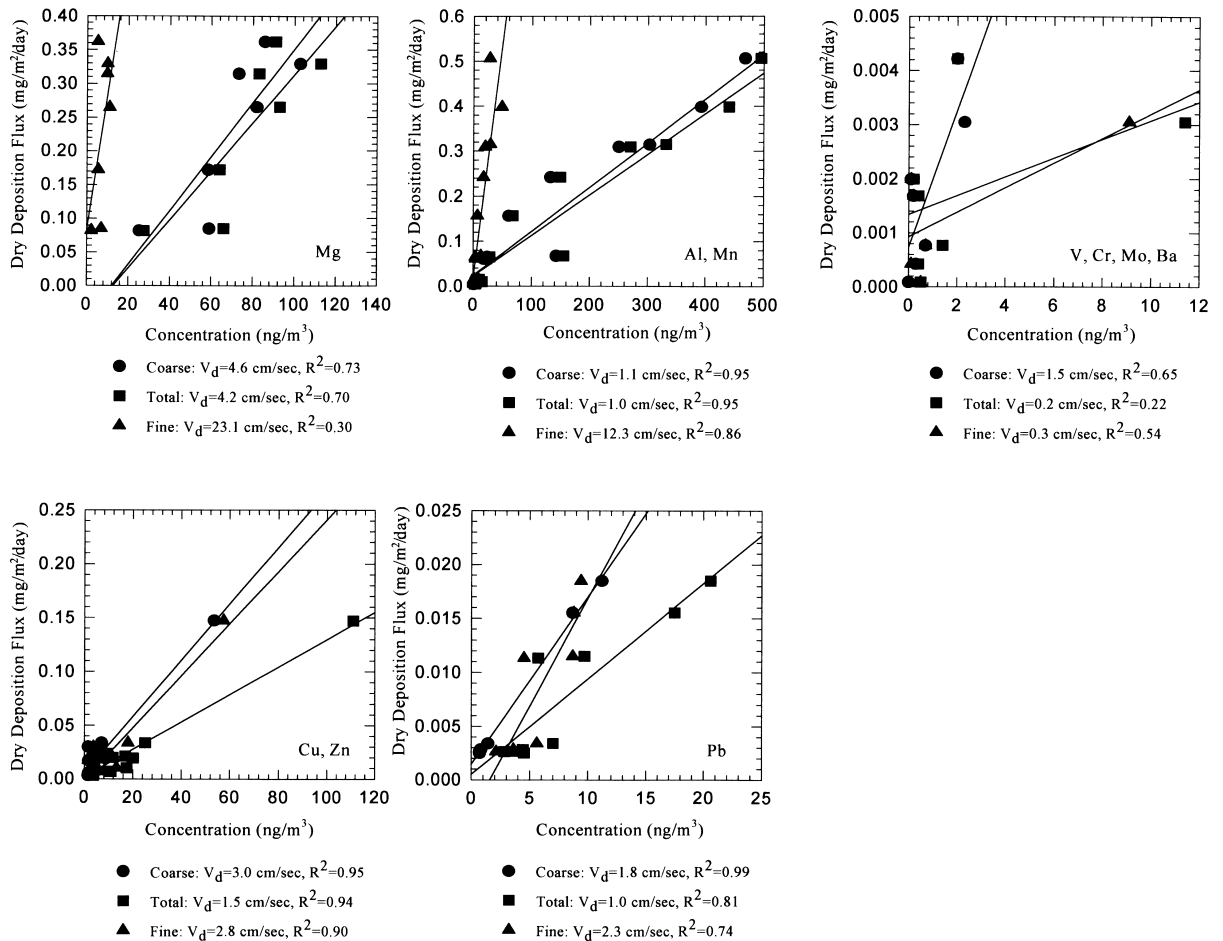 Dry Deposition Flux (mg/m²/day)
0.40
0.35
0.30
0.25
0.20
0.15
0.10
0.05
0.00
Mg
0 20 40 60 80 100 120 140
Concentration (ng/m³)
Coarse: Vd=4.6 cm/sec, R²=0.73
Total: Vd=4.2 cm/sec, R²=0.70
Fine: Vd=23.1 cm/sec, R²=0.30
Dry Deposition Flux (mg/m²/day)
0.6
0.5
0.4
0.3
0.2
0.1
0.0
Al, Mn
0 100 200 300 400 500
Concentration (ng/m³)
Coarse: Vd=1.1 cm/sec, R²=0.95
Total: Vd=1.0 cm/sec, R²=0.95
Fine: Vd=12.3 cm/sec, R²=0.86
Dry Deposition Flux (mg/m²/day)
0.005
0.004
0.003
0.002
0.001
0.000
V, Cr, Mo, Ba
0 2 4 6 8 10 12
Concentration (ng/m³)
Coarse: Vd=1.5 cm/sec, R²=0.65
Total: Vd=0.2 cm/sec, R²=0.22
Fine: Vd=0.3 cm/sec, R²=0.54
Dry Deposition Flux (mg/m²/day)
0.25
0.20
0.15
0.10
0.05
0.00
Cu, Zn
0 20 40 60 80 100 120
Concentration (ng/m³)
Coarse: Vd=3.0 cm/sec, R²=0.95
Total: Vd=1.5 cm/sec, R²=0.94
Fine: Vd=2.8 cm/sec, R²=0.90
Dry Deposition Flux (mg/m²/day)
0.025
0.020
0.015
0.010
0.005
0.000
Pb
0 5 10 15 20 25
Concentration (ng/m³)
Coarse: Vd=1.8 cm/sec, R²=0.99
Total: Vd=1.0 cm/sec, R²=0.81
Fine: Vd=2.3 cm/sec, R²=0.74